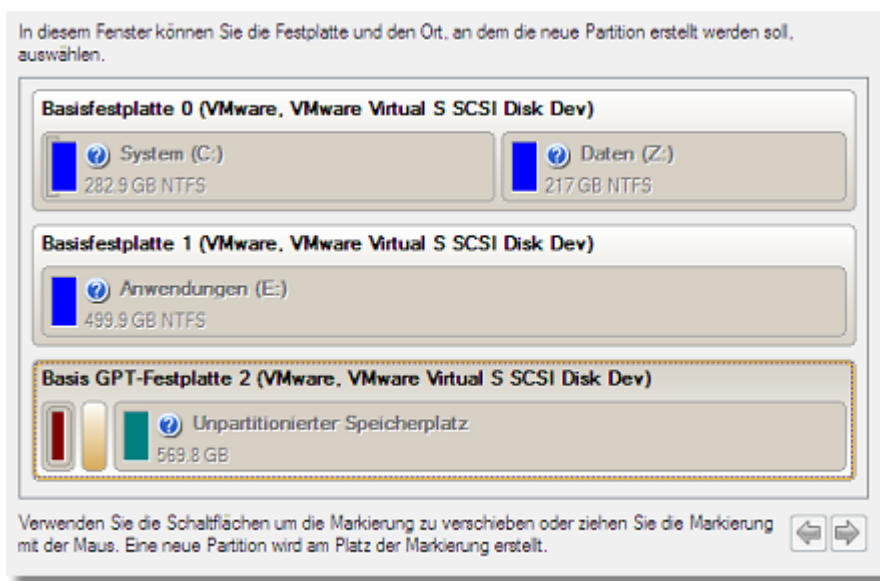 In diesem Fenster können Sie die Festplatte und den Ort, an dem die neue Partition erstellt werden soll,
auswählen.
Basisfestplatte 0 (VMware, VMware Virtual S SCSI Disk Dev)
System (C:)
282.9 GB NTFS
Daten (Z:)
217 GB NTFS
Basisfestplatte 1 (VMware, VMware Virtual S SCSI Disk Dev)
Anwendungen (E:)
499.9 GB NTFS
Basis GPT-Festplatte 2 (VMware, VMware Virtual S SCSI Disk Dev)
Unpartitionierter Speicherplatz
569.8 GB
Verwenden Sie die Schaltflächen um die Markierung zu verschieben oder ziehen Sie die Markierung
mit der Maus. Eine neue Partition wird am Platz der Markierung erstellt.